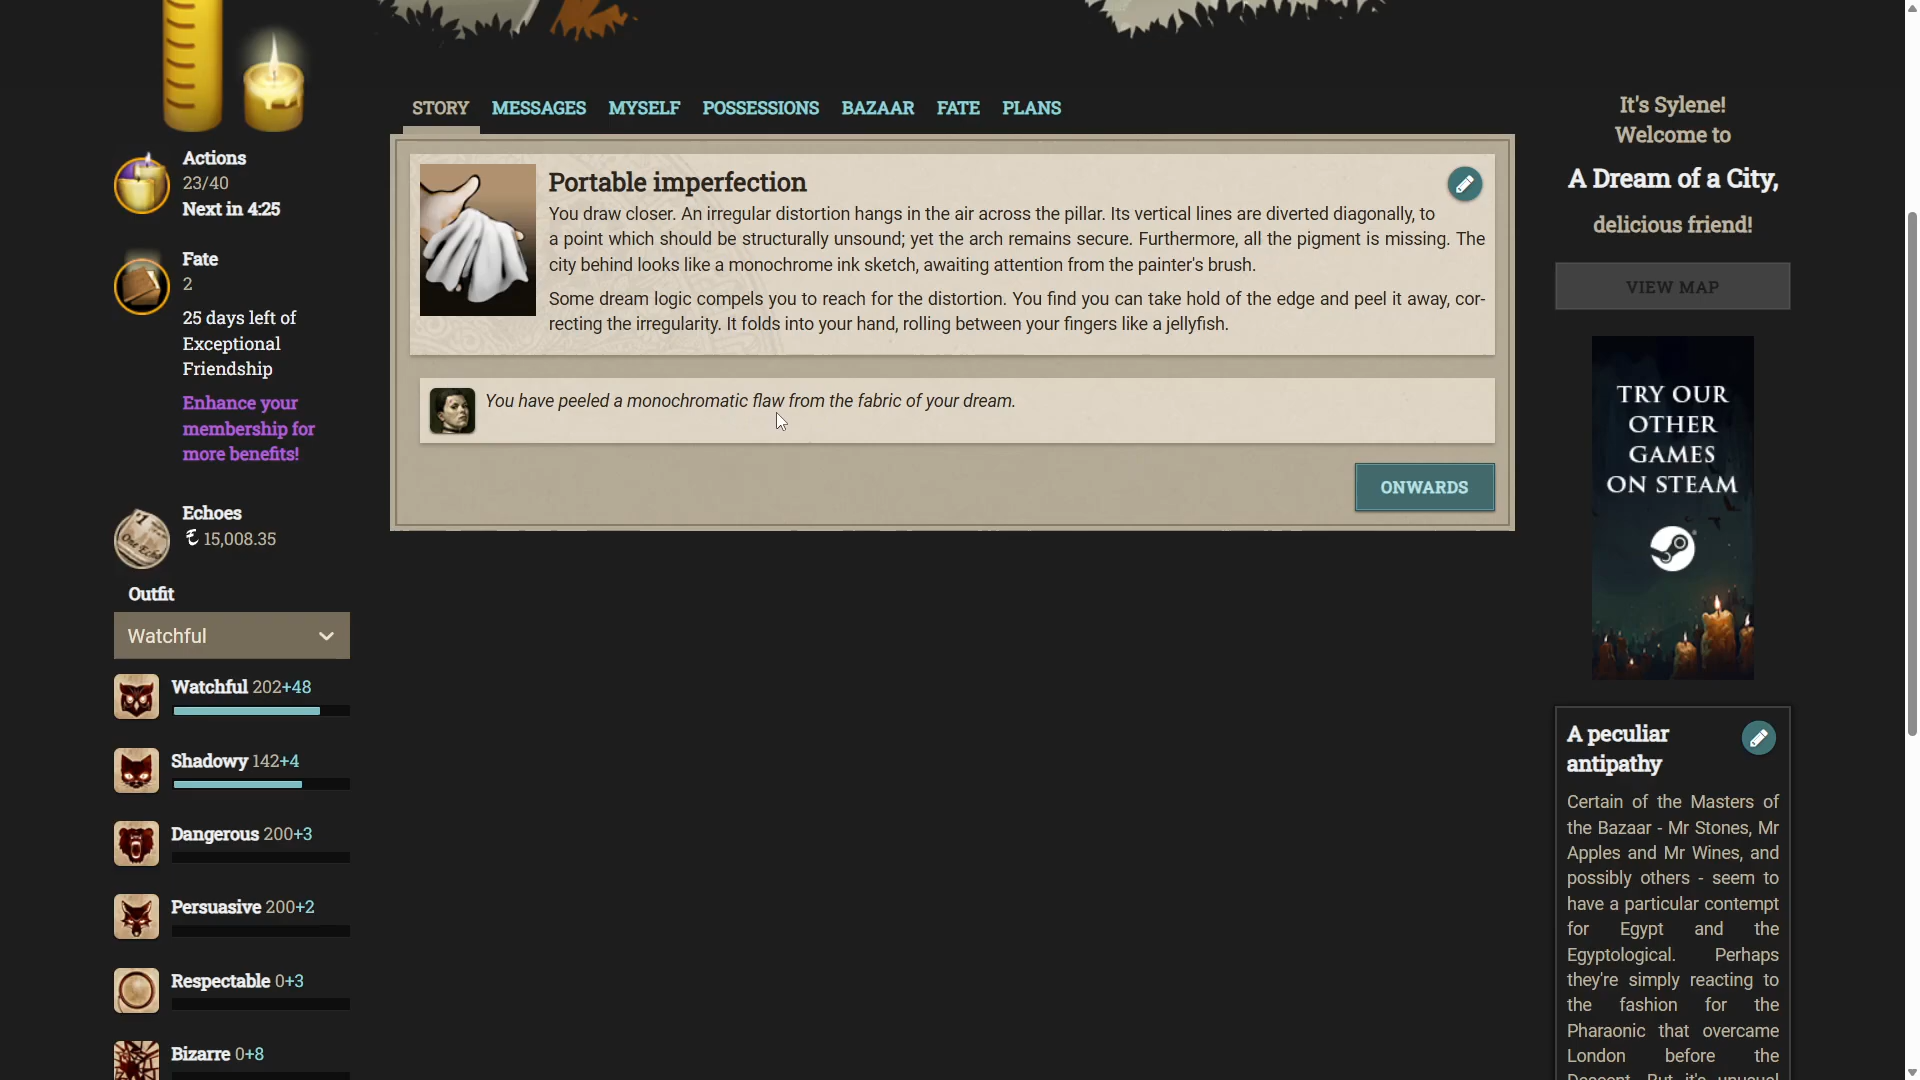 STORY MESSAGES MYSELF POSSESSIONS BAZAAR FATE PLANS
Actions
23/40
Next in 4:25
Fate
2
25 days left of
Exceptional
Friendship
Enhance your
membership for
more benefits!
Echoes
15,008.35
Outfit
Watchful
Watchful 202+48
Shadowy 142+4
Dangerous 200+3
Persuasive 200+2
Respectable 0+3
Bizarre 0+8
Portable imperfection
You draw closer. An irregular distortion hangs in the air across the pillar. Its vertical lines are diverted diagonally, to
a point which should be structurally unsound; yet the arch remains secure. Furthermore, all the pigment is missing. The
city behind looks like a monochrome ink sketch, awaiting attention from the painter's brush.
Some dream logic compels you to reach for the distortion. You find you can take hold of the edge and peel it away, cor-
recting the irregularity. It folds into your hand, rolling between your fingers like a jellyfish.
You have peeled a monochromatic flaw from the fabric of your dream.
ONWARDS
It's Sylene!
Welcome to
A Dream of a City,
delicious friend!
VIEW MAP
TRY OUR
OTHER
GAMES
ON STEAM
A peculiar
antipathy
Certain of the Masters of
the Bazaar - Mr Stones, Mr
Apples and Mr Wines, and
possibly others - seem to
have a particular contempt
for Egypt and the
Egyptological. Perhaps
they're simply reacting to
the fashion for the
Pharaonic that overcame
London before the
Descent. But it's unusual